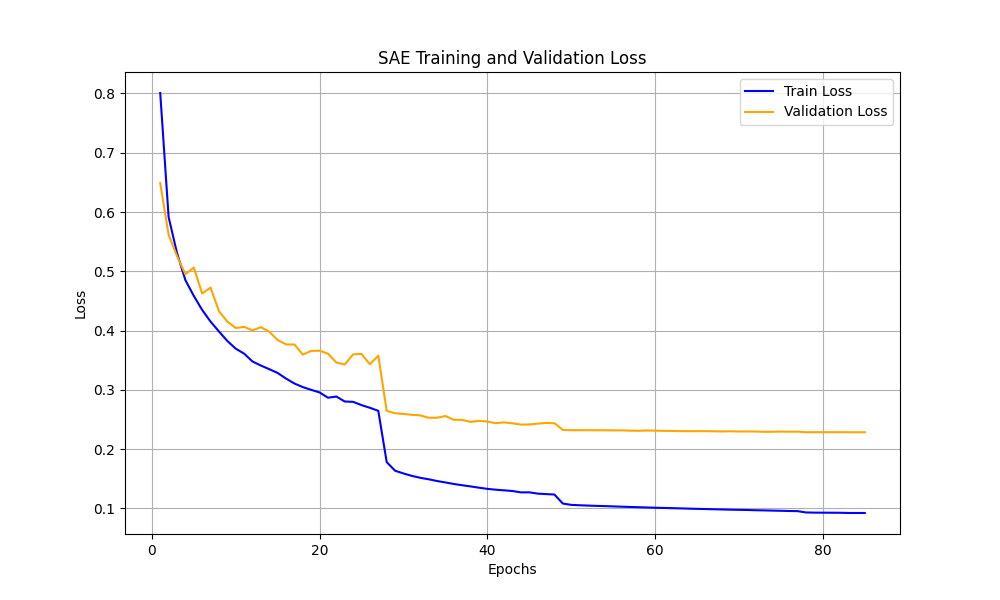 SAE Training and Validation Loss
Train Loss
Validation Loss
Loss
0.8
0.7
0.6
0.5
0.4
0.3
0.2
0.1
0 20 40 60 80
Epochs